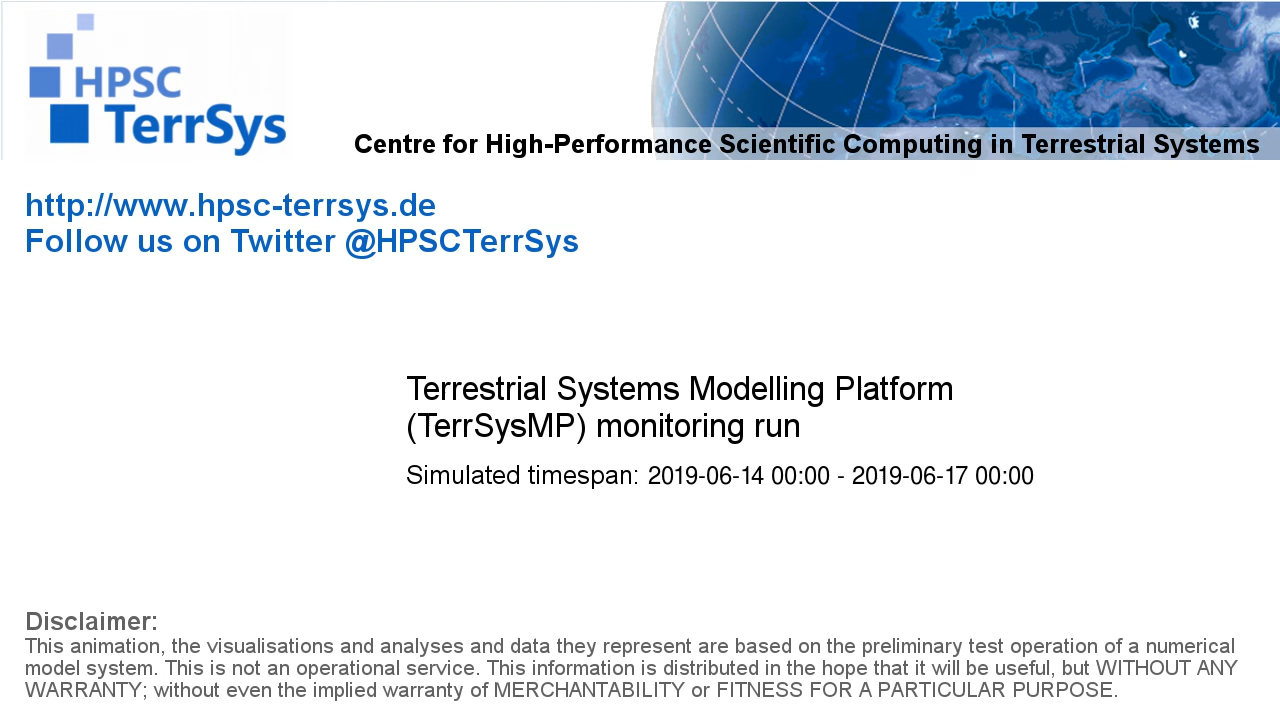 HPSC
TerrSys
Centre for High-Performance Scientific Computing in Terrestrial Systems
http://www.hpsc-terrsys.de
Follow us on Twitter @HPSCTerrSys
Terrestrial Systems Modelling Platform
(TerrSysMP) monitoring run
Simulated timespan: 2019-06-14 00:00 - 2019-06-17 00:00
Disclaimer:
This animation, the visualisations and analyses and data they represent are based on the preliminary test operation of a numerical
model system. This is not an operational service. This information is distributed in the hope that it will be useful, but WITHOUT ANY
WARRANTY; without even the implied warranty of MERCHANTABILITY or FITNESS FOR A PARTICULAR PURPOSE.